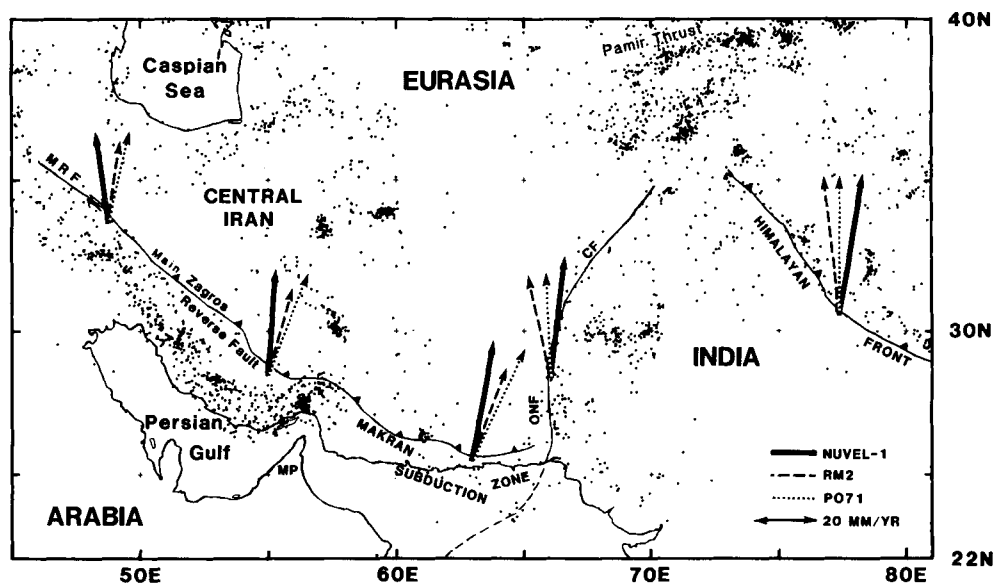 40N
Pamir Thrust
Caspian
Sea
EURASIA
MRF
CENTRAL
IRAN
CF
HIMALAYAN
FRONT
Main Zagros
Reverse Fault
30N
INDIA
MAKRAN
SUBDUCTION
ZONE
ONF
Persian
Gulf
MP
ARABIA
NUVEL-1
RM2
P071
20 MM/YR
22N
50E
60E
70E
80E